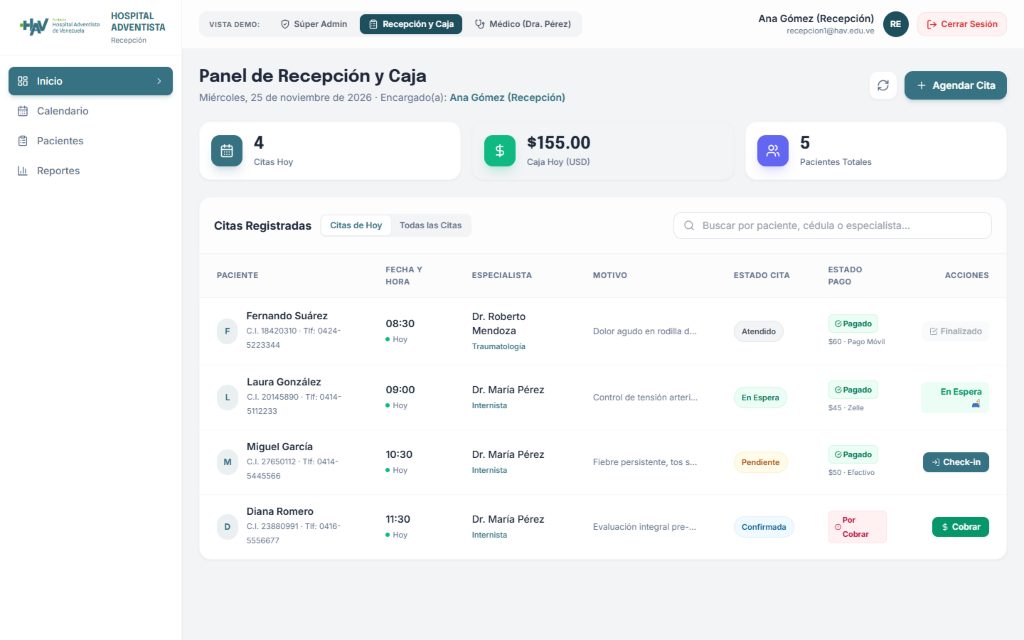 HAV
Hospital Adventista
de Venezuela
HOSPITAL
ADVENTISTA
Recepción
VISTA DEMO:
Súper Admin
Recepción y Caja
Médico (Dra. Pérez)
Ana Gómez (Recepción)
recepcion1@hav.edu.ve
RE
Cerrar Sesión
Inicio
Calendario
Pacientes
Reportes
Panel de Recepción y Caja
Miércoles, 25 de noviembre de 2026 · Encargado(a): Ana Gómez (Recepción)
+ Agendar Cita
4
Citas Hoy
$
$155.00
Caja Hoy (USD)
5
Pacientes Totales
Citas Registradas
Citas de Hoy
Todas las Citas
Buscar por paciente, cédula o especialista...
PACIENTE
FECHA Y
HORA
ESPECIALISTA
MOTIVO
ESTADO CITA
ESTADO
PAGO
ACCIONES
F
Fernando Suárez
C.I. 18420310 · Tlf: 0424-
5223344
08:30
Hoy
Dr. Roberto
Mendoza
Traumatología
Dolor agudo en rodilla d...
Atendido
Pagado
$60 · Pago Móvil
Finalizado
L
Laura González
C.I. 20145890 · Tlf: 0414-
5112233
09:00
Hoy
Dr. María Pérez
Internista
Control de tensión arteri...
En Espera
Pagado
$45 · Zelle
En Espera
M
Miguel García
C.I. 27650112 · Tlf: 0414-
5445566
10:30
Hoy
Dr. María Pérez
Internista
Fiebre persistente, tos s...
Pendiente
Pagado
$50 · Efectivo
Check-in
D
Diana Romero
C.I. 23880991 · Tlf: 0416-
5556677
11:30
Hoy
Dr. María Pérez
Internista
Evaluación integral pre-...
Confirmada
Por
Cobrar
$ Cobrar